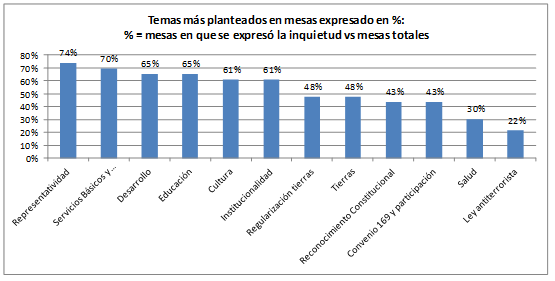 Temas más planteados en mesas expresado en %:
% = mesas en que se expresó la inquietud vs mesas totales
80%
70%
60%
50%
40%
30%
20%
10%
0%
74%
70%
65%
65%
61%
61%
48%
48%
43%
43%
30%
22%
Representatividad
Servicios Básicos y...
Desarrollo
Educación
Cultura
Institucionalidad
Regularización tierras
Tierras
Reconocimiento Constitucional
Convenio 169 y participación
Salud
Ley antiterrorista